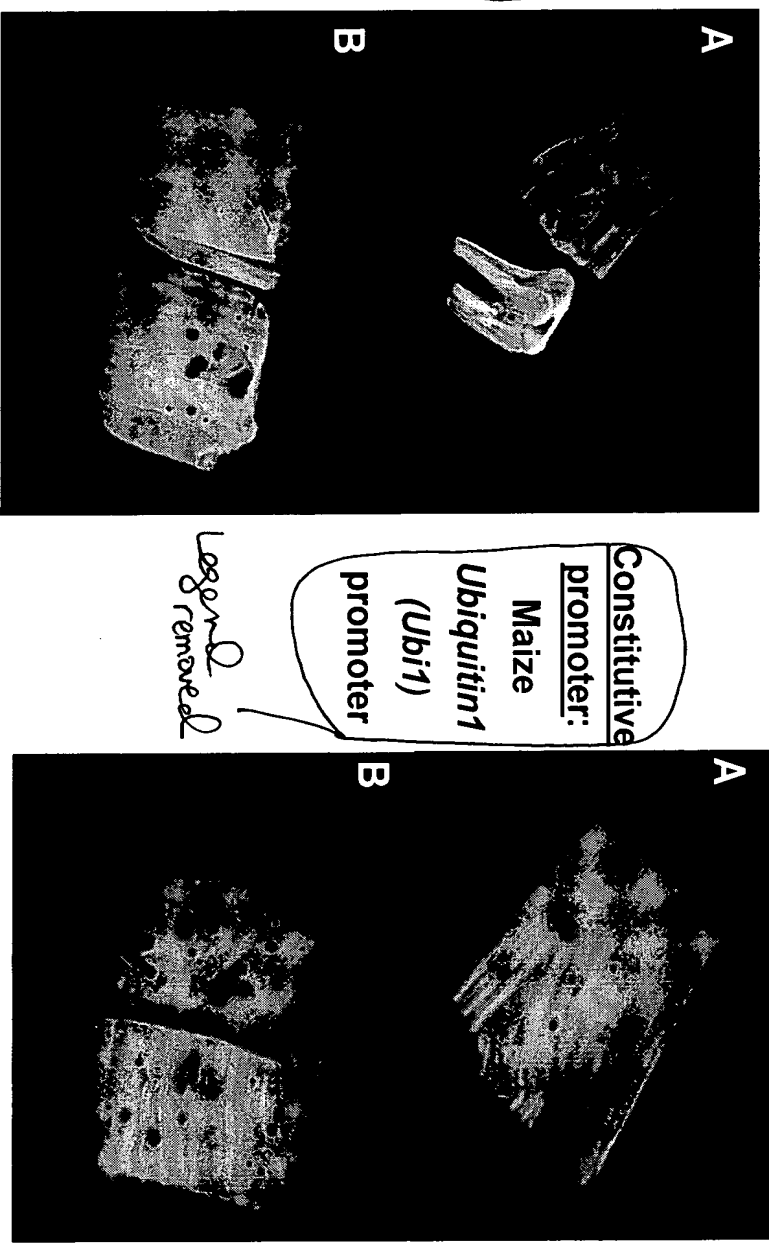 A
B
Constitutive
promoter:
Maize
Ubiquitin1
(Ubi1)
promoter
Legend
removed
A
B